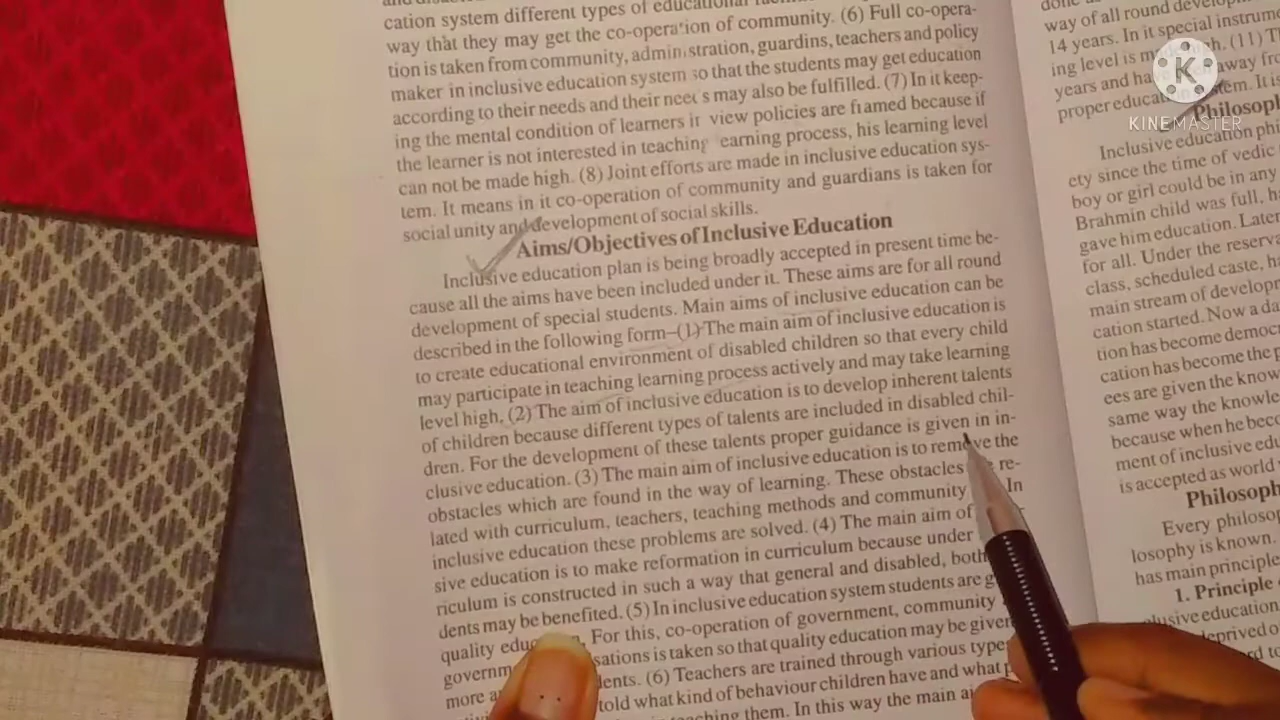 cation system different types of educational
way that they may get the co-operation of community. (6) Full co-opera-
tion is taken from community, administration, guardins, teachers and policy
maker in inclusive education system so that the students may get education
according to their needs and their needs may also be fulfilled. (7) In it keep-
ing the mental condition of learners in view policies are framed because if
the learner is not interested in teaching earning process, his learning level
can not be made high. (8) Joint efforts are made in inclusive education sys-
tem. It means in it co-operation of community and guardians is taken for
social unity and development of social skills.
Aims/Objectives of Inclusive Education
Inclusive education plan is being broadly accepted in present time be-
cause all the aims have been included under it. These aims are for all round
development of special students. Main aims of inclusive education can be
described in the following form–(1) The main aim of inclusive education is
to create educational environment of disabled children so that every child
may participate in teaching learning process actively and may take learning
level high. (2) The aim of inclusive education is to develop inherent talents
of children because different types of talents are included in disabled chil-
dren. For the development of these talents proper guidance is given in in-
clusive education. (3) The main aim of inclusive education is to remove the
obstacles which are found in the way of learning. These obstacles re-
lated with curriculum, teachers, teaching methods and community In
inclusive education these problems are solved. (4) The main aim of
sive education is to make reformation in curriculum because under
riculum is constructed in such a way that general and disabled, both
dents may be benefited. (5) In inclusive education system students are
quality For this, co-operation of government, community
sations is taken so that quality education may be given
(6) Teachers are trained through various type
told what kind of behaviour children have and what
them. In this way the main
way of all round
14 years. In it special
ing level is (11)
years and away
proper It is
Inclusive education
ety since the time of vedic
boy or girl could be in any
Brahmin child was full,
gave him education. Later
for all. Under the
class, scheduled caste,
main stream of
cation started. Now a
tion has become
cation has become the
ees are given the
same way the
because when he
ment of inclusive
is accepted as world
Every
losophy is known.
has main principle
1. Principle
education
KINEMASTER